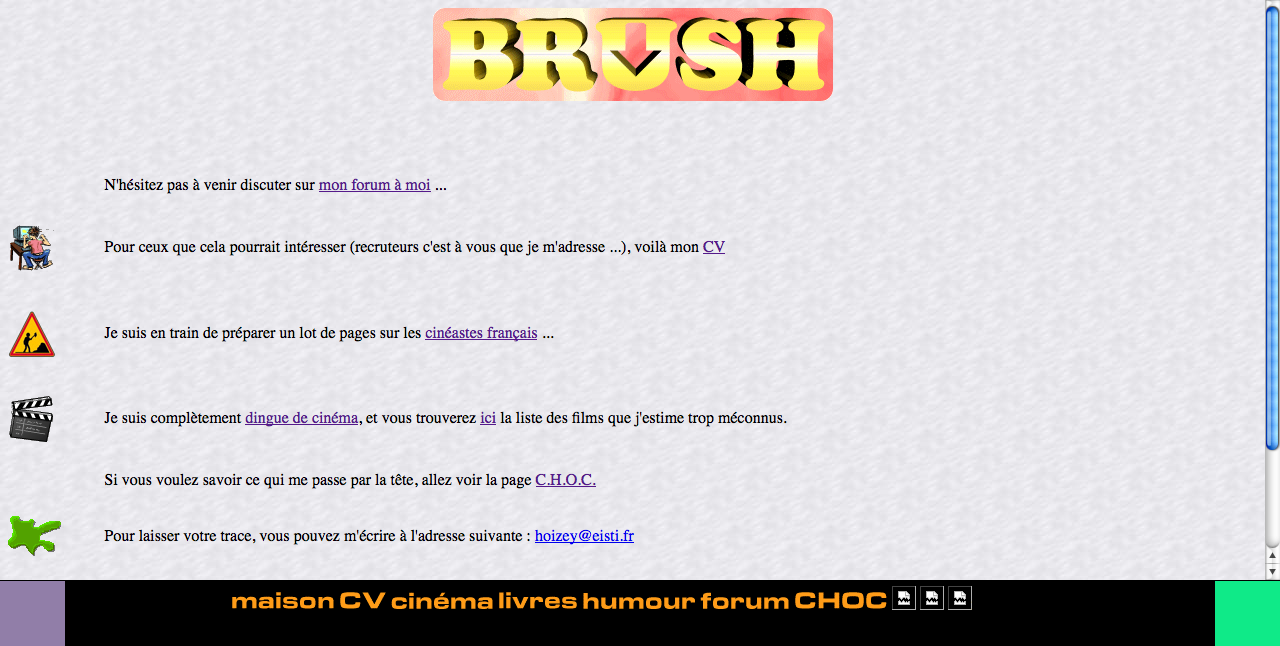 BRUSH
N'hésitez pas à venir discuter sur mon forum à moi ...
Pour ceux que cela pourrait intéresser (recruteurs c'est à vous que je m'adresse ...), voilà mon CV
Je suis en train de préparer un lot de pages sur les cinéastes français ...
Je suis complètement dingue de cinéma, et vous trouverez ici la liste des films que j'estime trop méconnus.
Si vous voulez savoir ce qui me passe par la tête, allez voir la page C.H.O.C.
Pour laisser votre trace, vous pouvez m'écrire à l'adresse suivante : hoizey@eisti.fr
maison CV cinéma livres humour forum CHOC